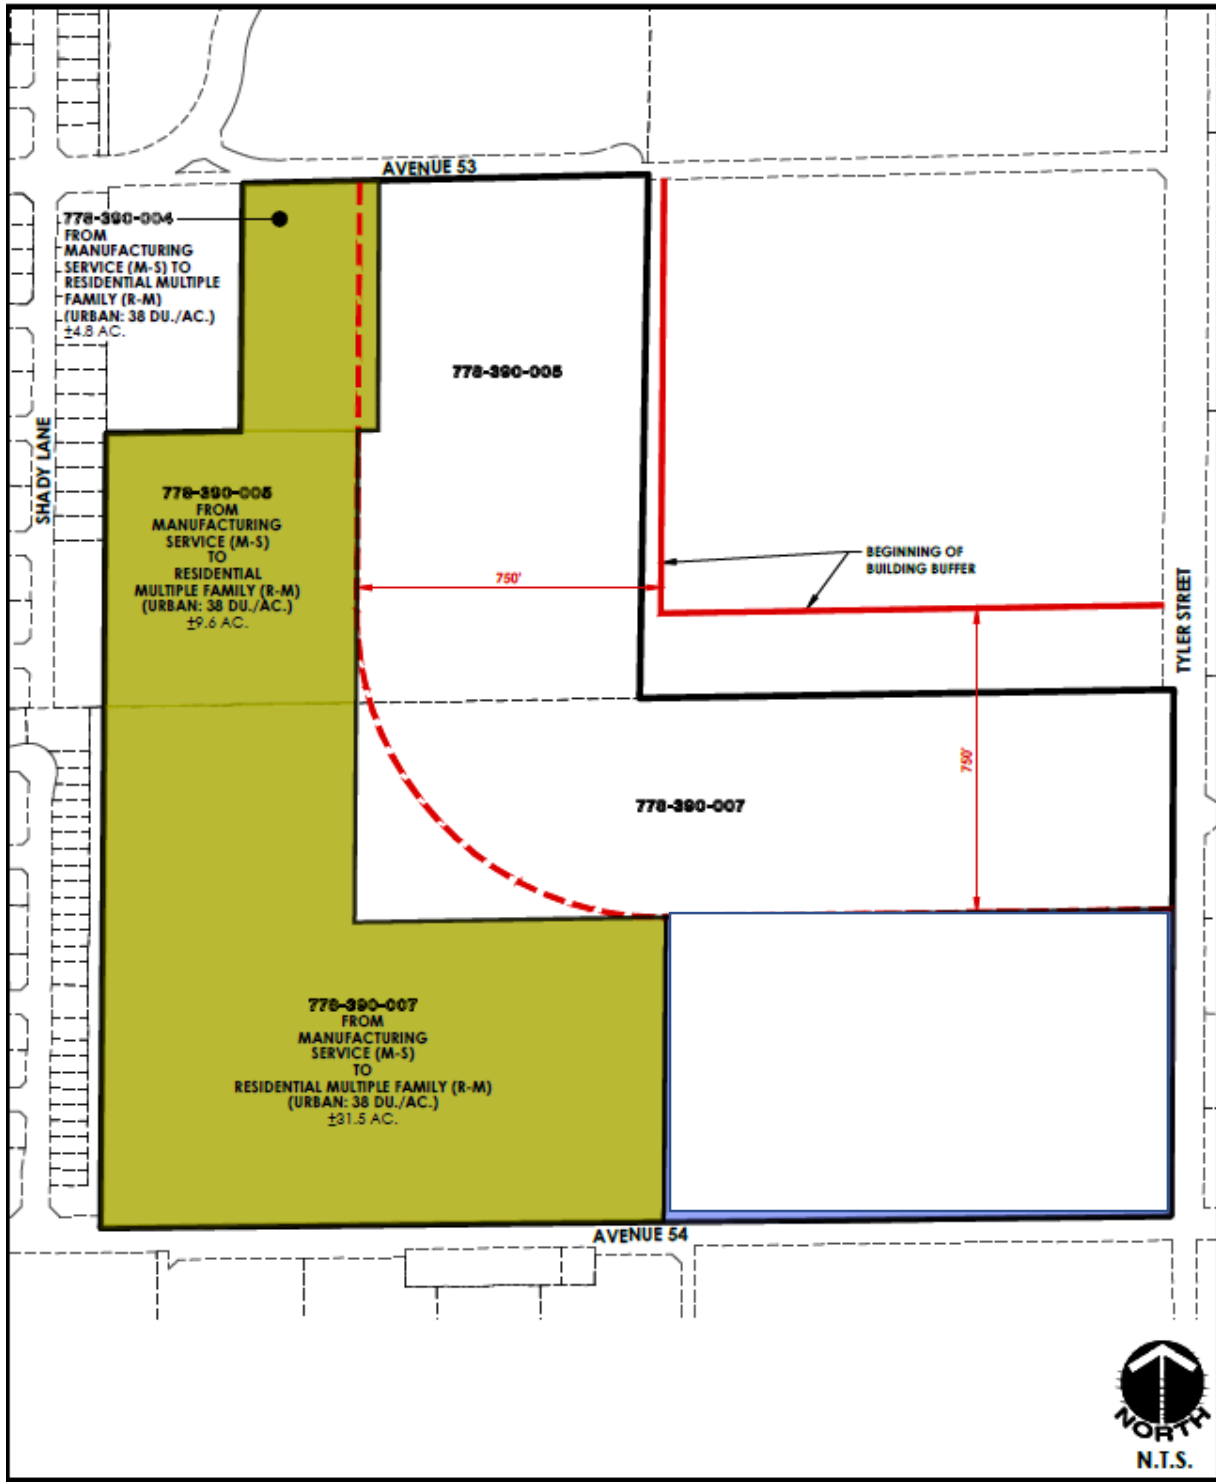 AVENUE 53
778-390-004
FROM
MANUFACTURING
SERVICE (M-S) TO
RESIDENTIAL MULTIPLE
FAMILY (R-M)
(URBAN: 38 DU./AC.)
±4.8 AC.
778-390-005
SHADY LANE
778-390-005
FROM
MANUFACTURING
SERVICE (M-S)
TO
RESIDENTIAL
MULTIPLE FAMILY (R-M)
(URBAN: 38 DU./AC.)
±9.6 AC.
750'
BEGINNING OF
BUILDING BUFFER
TYLER STREET
750'
778-390-007
778-390-007
FROM
MANUFACTURING
SERVICE (M-S)
TO
RESIDENTIAL MULTIPLE FAMILY (R-M)
(URBAN: 38 DU./AC.)
±31.5 AC.
AVENUE 54
NORTH
N.T.S.